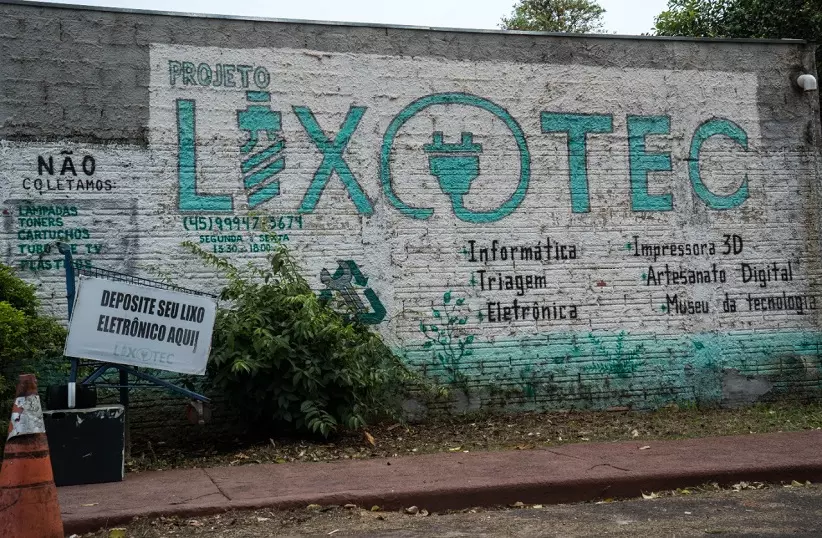 PROJETO
LIXOTEC
NÃO
COLETAMOS:
LÂMPADAS
TONERS
CARTUCHOS
TUBO DE TV
PLÁSTICOS
(45) 99947-3674
SEGUNDA à SEXTA
13:30 - 18:00
Informática
Triagem
Eletrônica
Impressora 3D
Artesanato Digital
Museu da tecnologia
DEPOSITE SEU LIXO
ELETRÔNICO AQUI
LIXOTEC